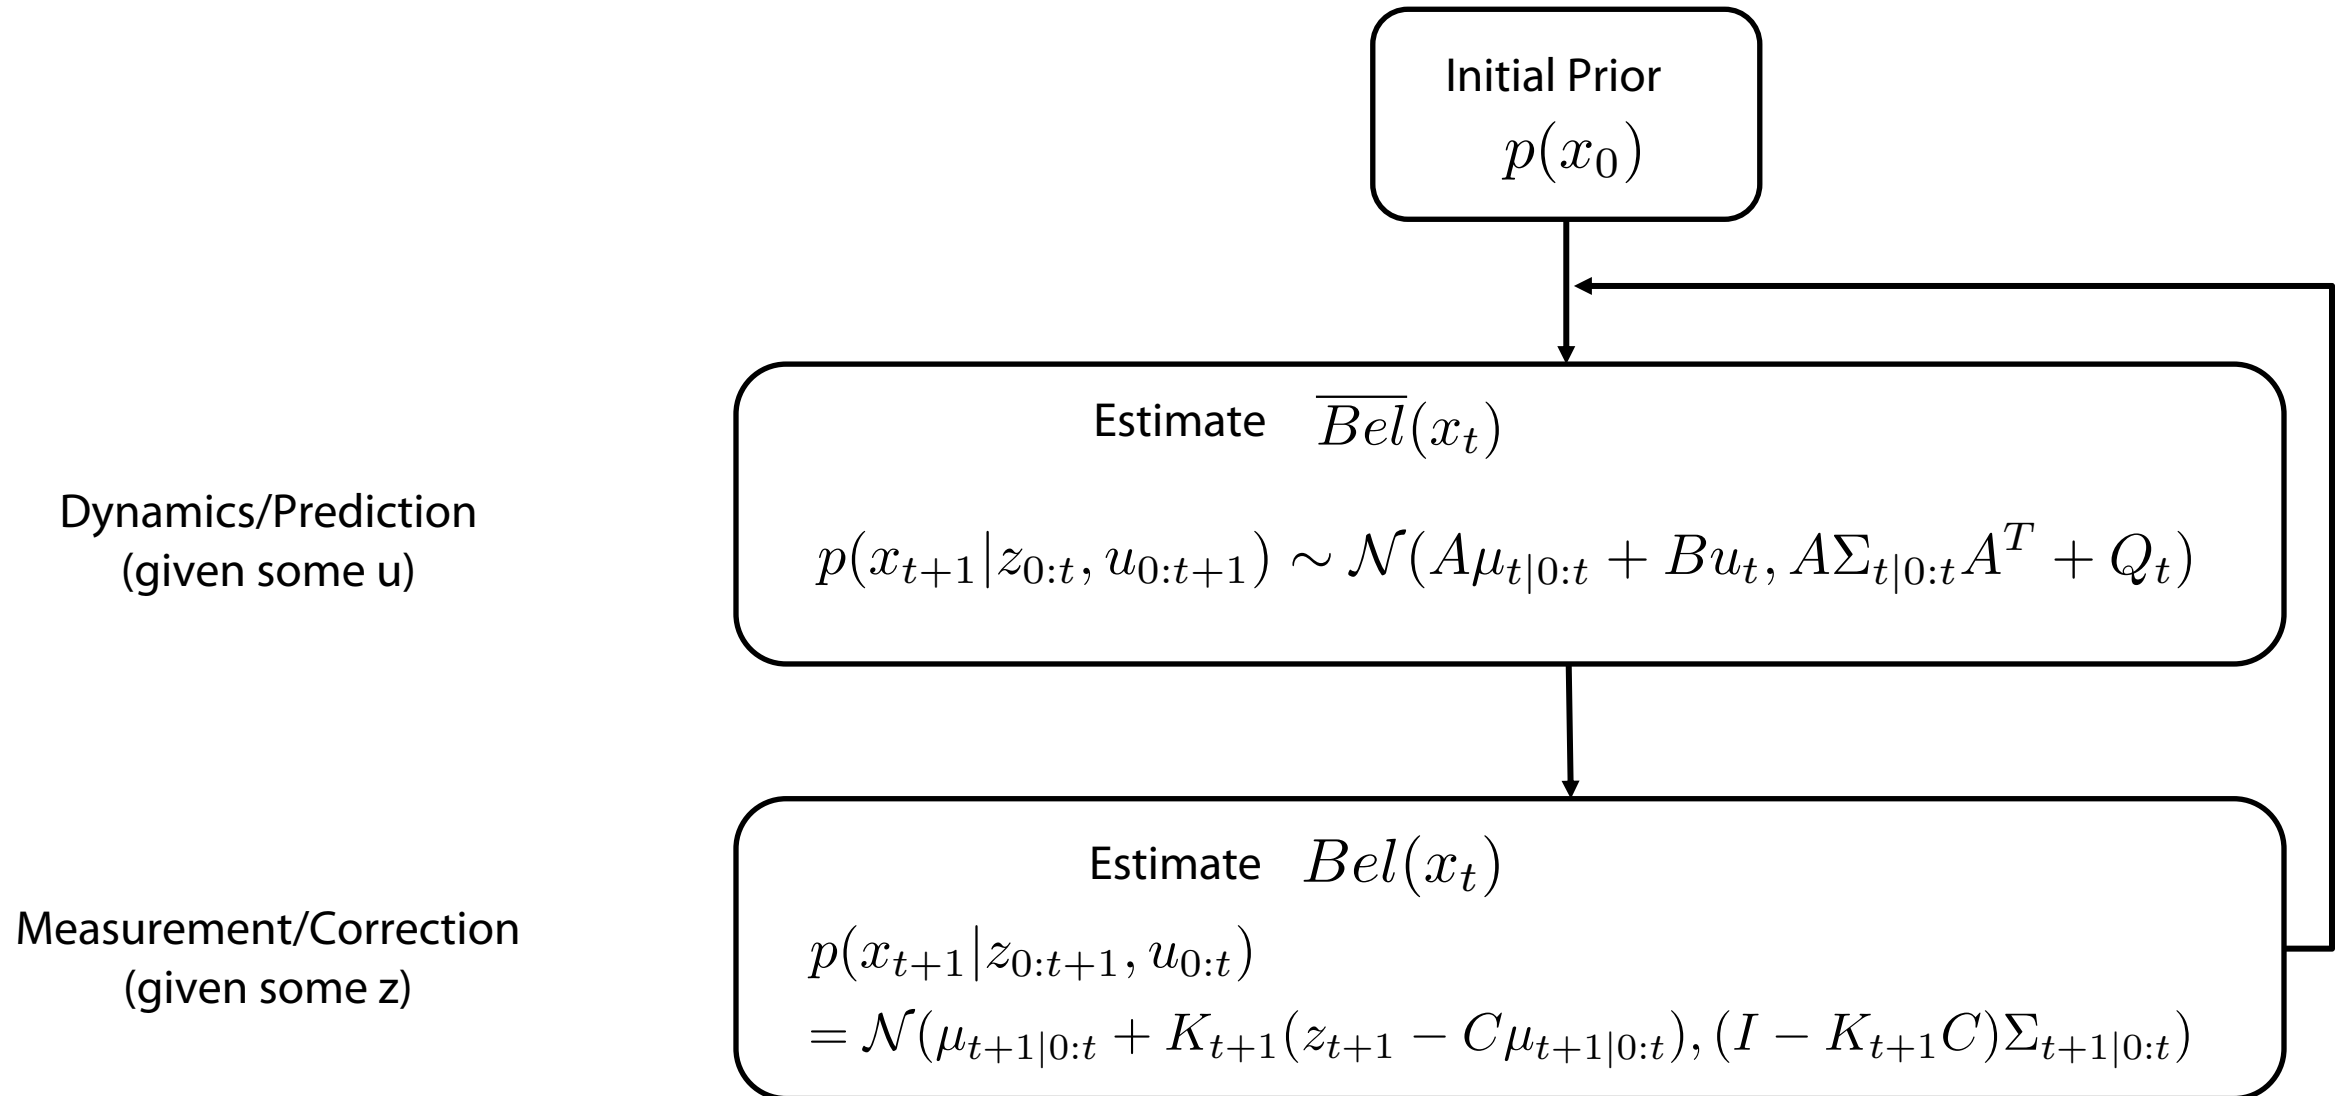 Initial Prior
$p(x_0)$
Estimate $\overline{Bel}(x_t)$
Dynamics/Prediction
(given some u)
$p(x_{t+1}|z_{0:t}, u_{0:t+1}) \sim \mathcal{N}(A\mu_{t|0:t} + Bu_t, A\Sigma_{t|0:t}A^T + Q_t)$
Estimate $Bel(x_t)$
Measurement/Correction
(given some z)
$p(x_{t+1}|z_{0:t+1}, u_{0:t})$
$= \mathcal{N}(\mu_{t+1|0:t} + K_{t+1}(z_{t+1} - C\mu_{t+1|0:t}), (I - K_{t+1}C)\Sigma_{t+1|0:t})$